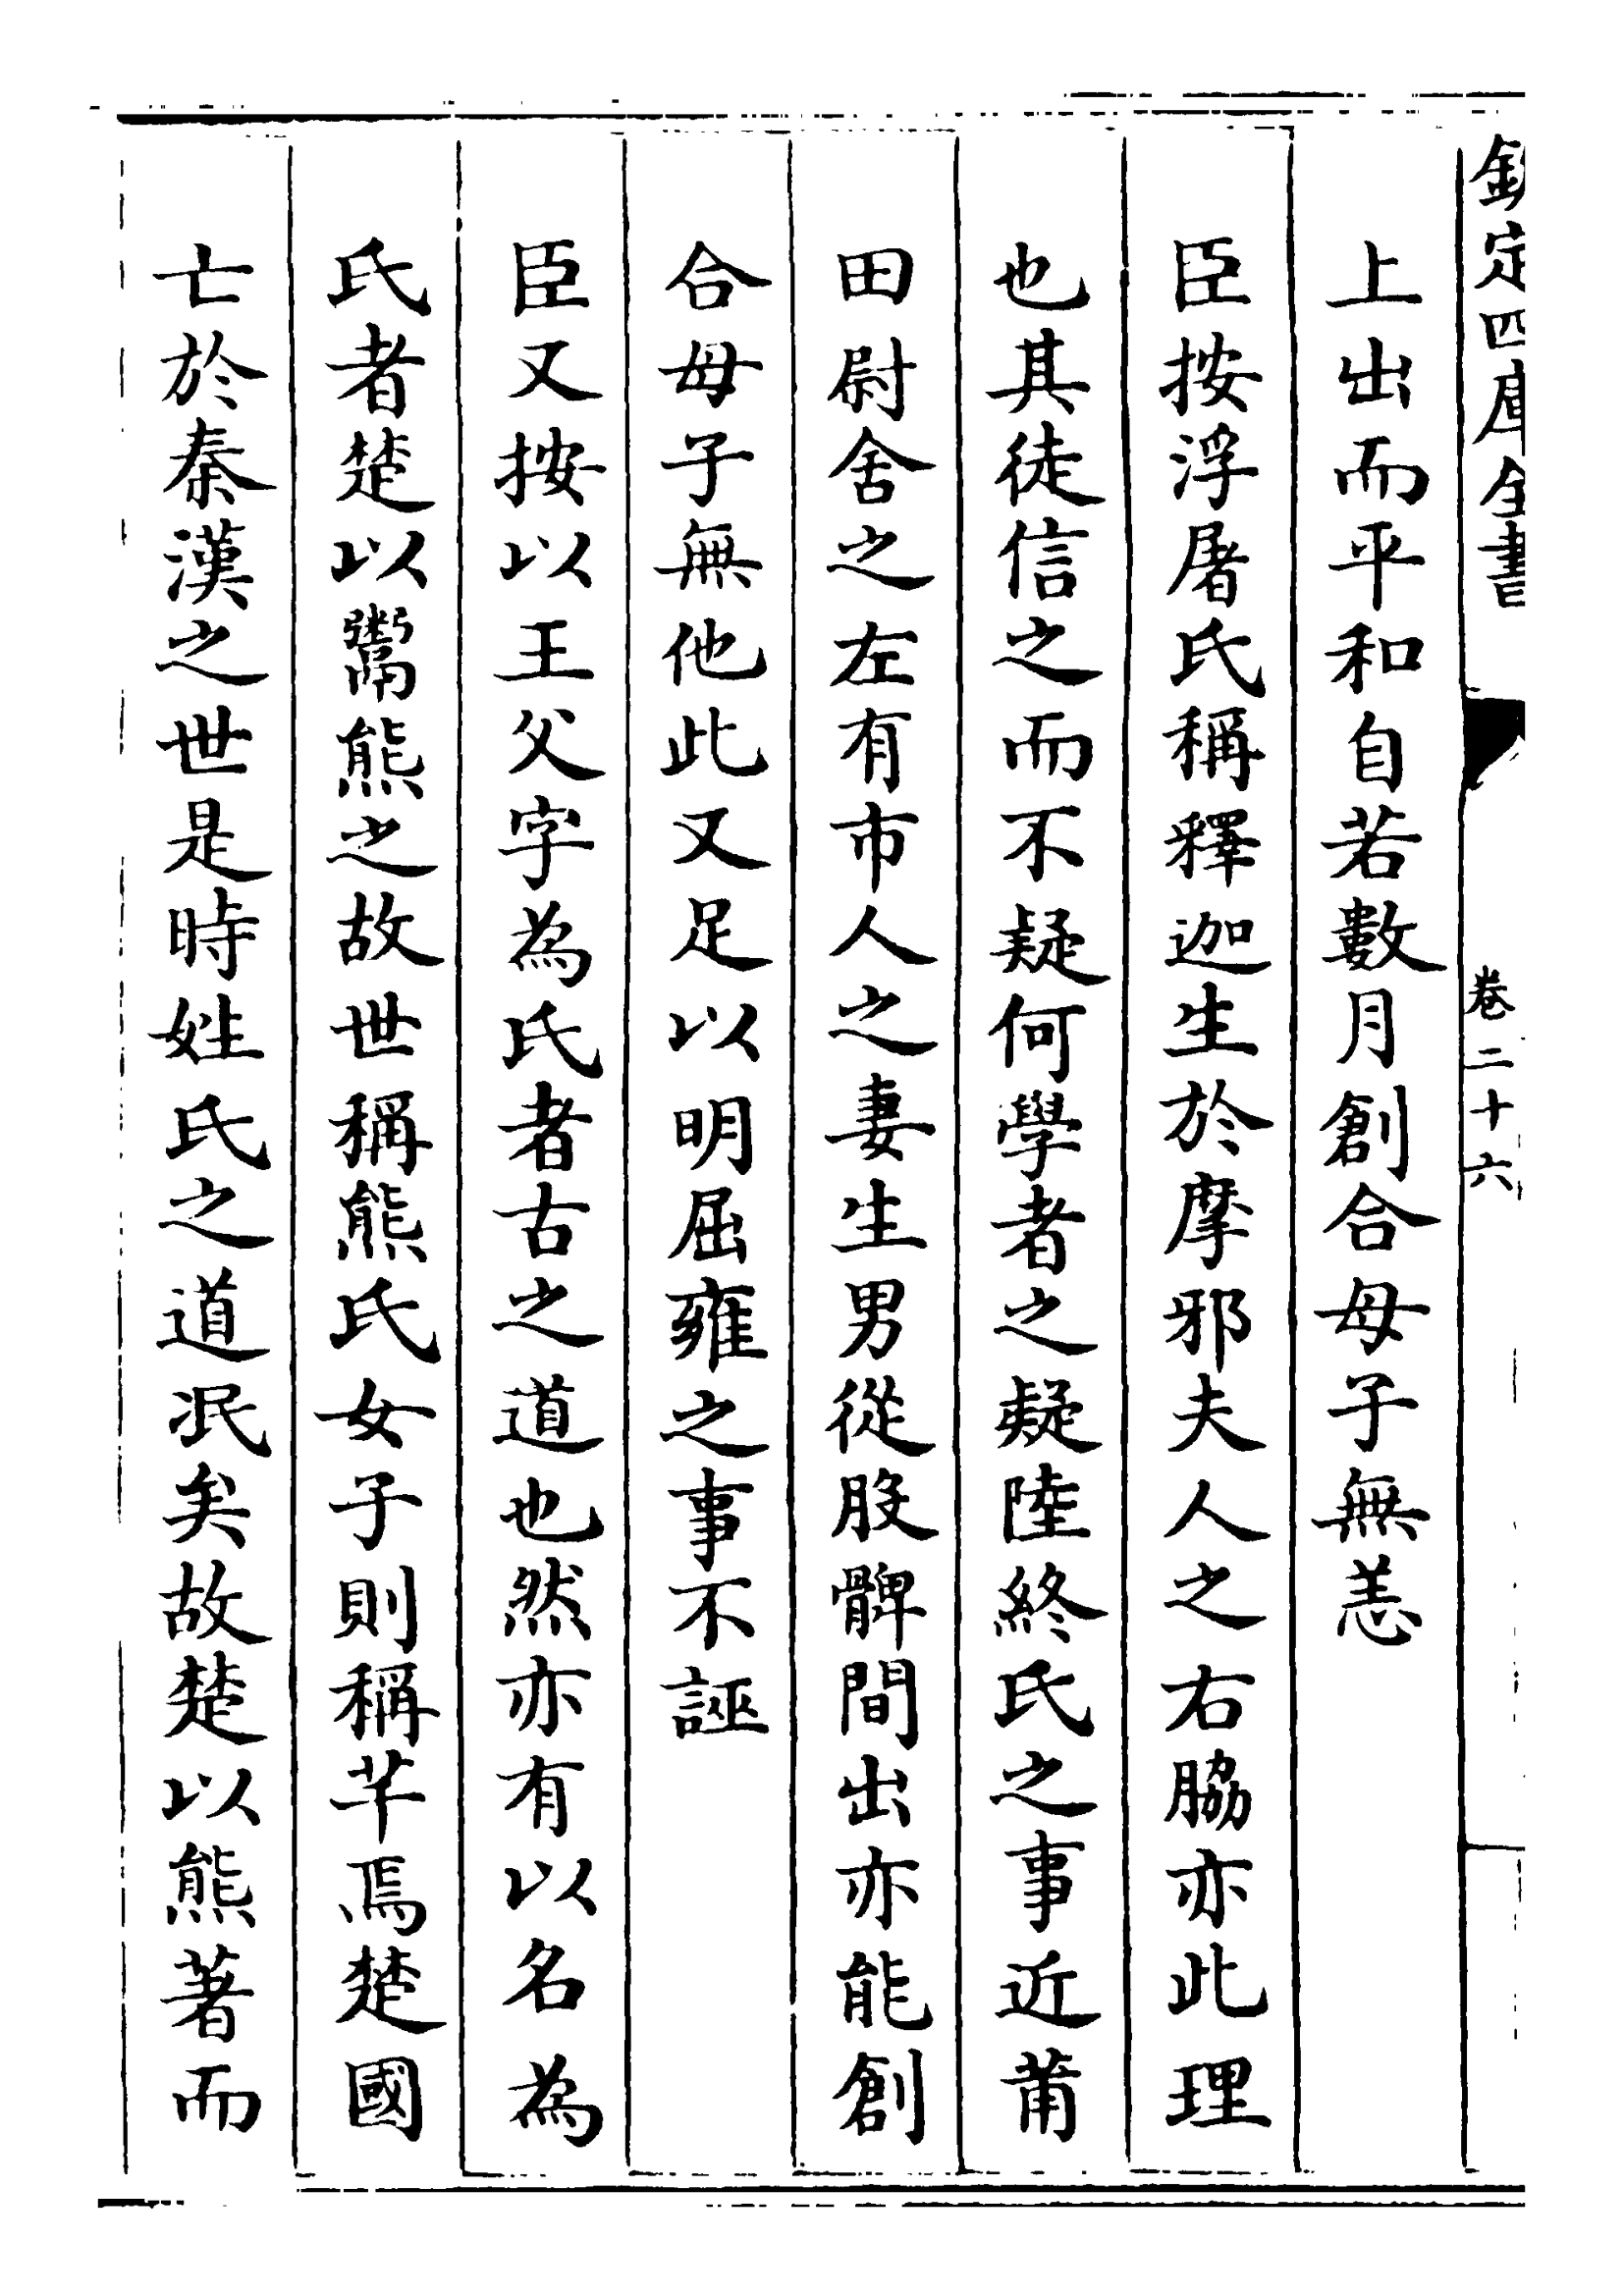 欽定四庫全書
卷二十六
上出而平和自若數月創合母子無恙
臣按浮屠氏稱釋迦生於摩邪夫人之右脇亦此理
也其徒信之而不疑何學者之疑陸終氏之事近莆
田尉舍之左有市人之妻生男從股髀間出亦能創
合母子無他此又足以明屈雍之事不誣
臣又按以王父字為氏者古之道也然亦有以名為
氏者楚以鬻熊之故世稱熊氏女子則稱芊焉楚國
亡於秦漢之世是時姓氏之道泯矣故楚以熊著而